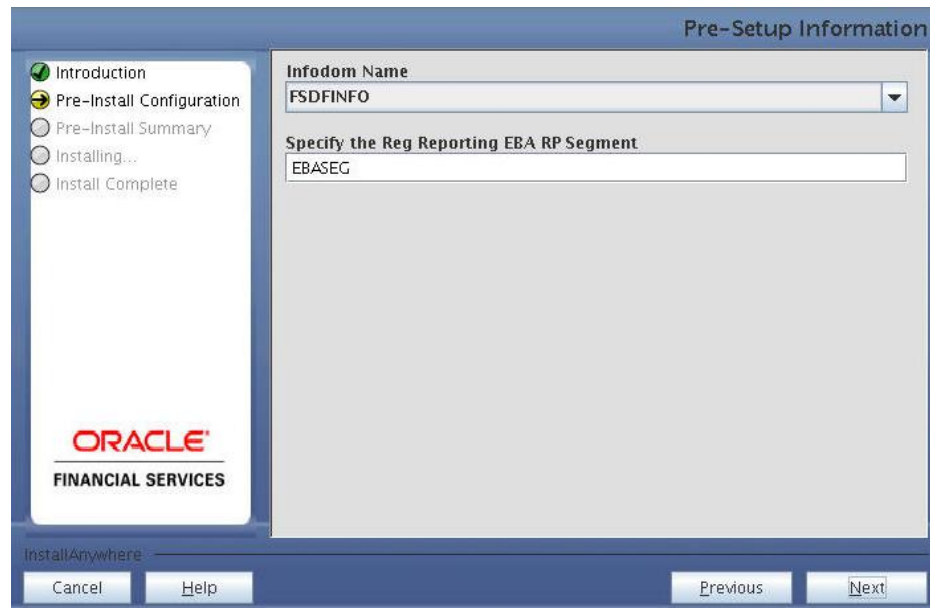 Pre-Setup Information
Introduction
Pre-Install Configuration
Pre-Install Summary
Installing...
Install Complete
ORACLE
FINANCIAL SERVICES
Infodom Name
FSDFINFO
Specify the Reg Reporting EBA RP Segment
EBASEG
InstallAnywhere
Cancel
Help
Previous
Next